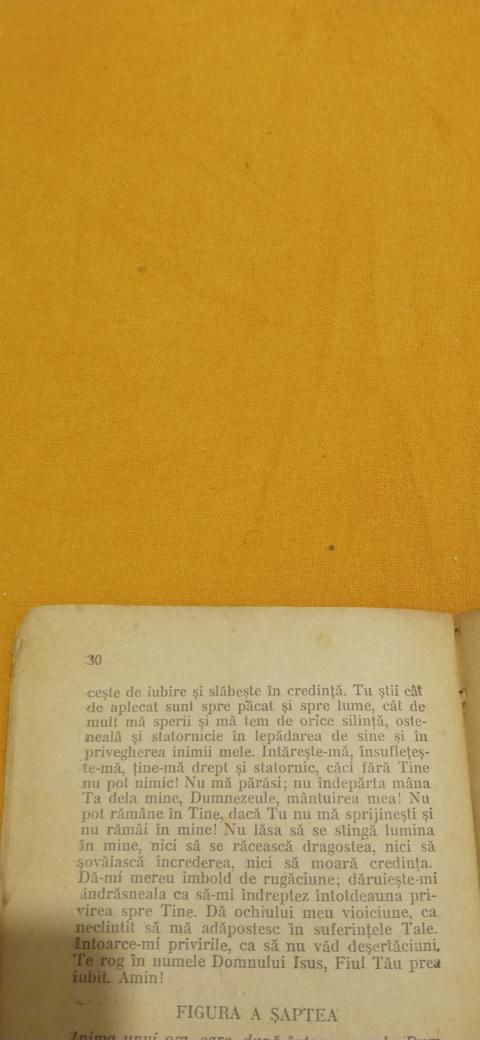 30
cește de iubire și slăbește în credință. Tu știi cât
de aplecat sunt spre păcat și spre lume, cât de
mult mă sperii și mă tem de orice silință, oste-
neală și statornicie în lepădarea de sine și în
privegherea inimii mele. Întărește-mă, însuflețeș-
te-mă, ține-mă drept și statornic, căci fără Tine
nu pot nimic! Nu mă părăsi; nu îndepărta mâna
Ta dela mine, Dumnezeule, mântuirea mea! Nu
pot rămâne în Tine, dacă Tu nu mă sprijinești și
nu rămâi în mine! Nu lăsa să se stingă lumina
în mine, nici să se răcească dragostea, nici să
șovăiască încrederea, nici să moară credința.
Dă-mi mereu imbold de rugăciune; dăruiește-mi
îndrăsneala ca să-mi îndreptez întotdeauna pri-
virea spre Tine. Dă ochiului meu vioiciune, ca
neclintit să mă adăpostesc în suferințele Tale.
Întoarce-mi privirile, ca să nu văd deșertăciuni.
Te rog în numele Domnului Isus, Fiul Tău prea
iubit. Amin!
FIGURA A ȘAPTEA
Inima unui om, care, după